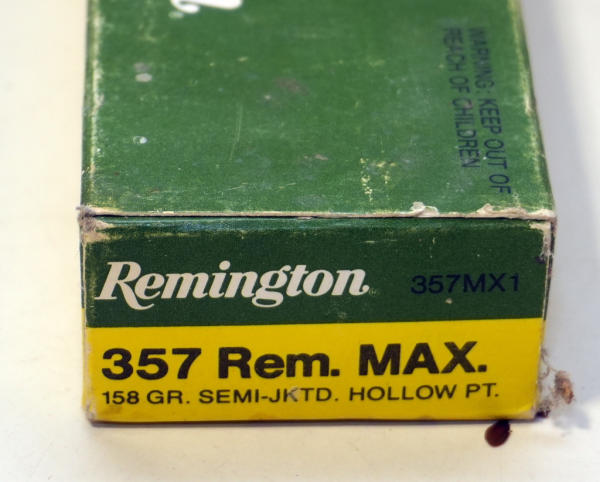 WARNING: KEEP OUT OF
REACH OF CHILDREN
Remington 357MX1
357 Rem. MAX.
158 GR. SEMI-JKTD. HOLLOW PT.